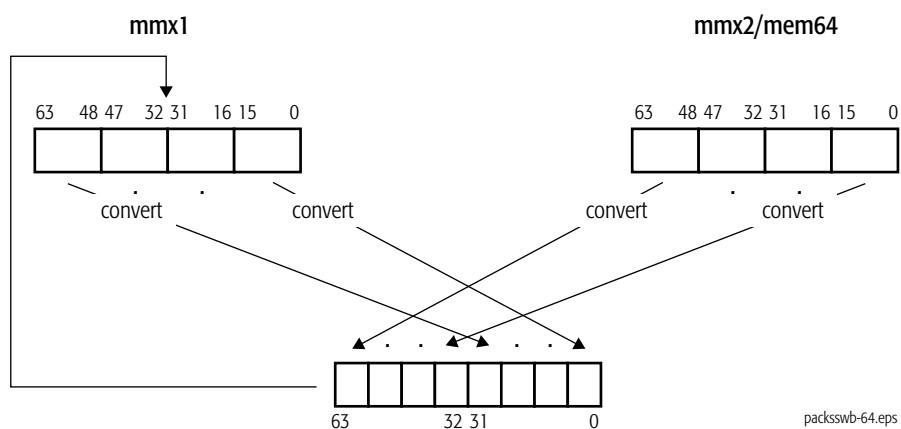 mmx1 mmx2/mem64
63 48 47 32 31 16 15 0 63 48 47 32 31 16 15 0
convert convert convert convert
63 32 31 0
packsswb-64.eps